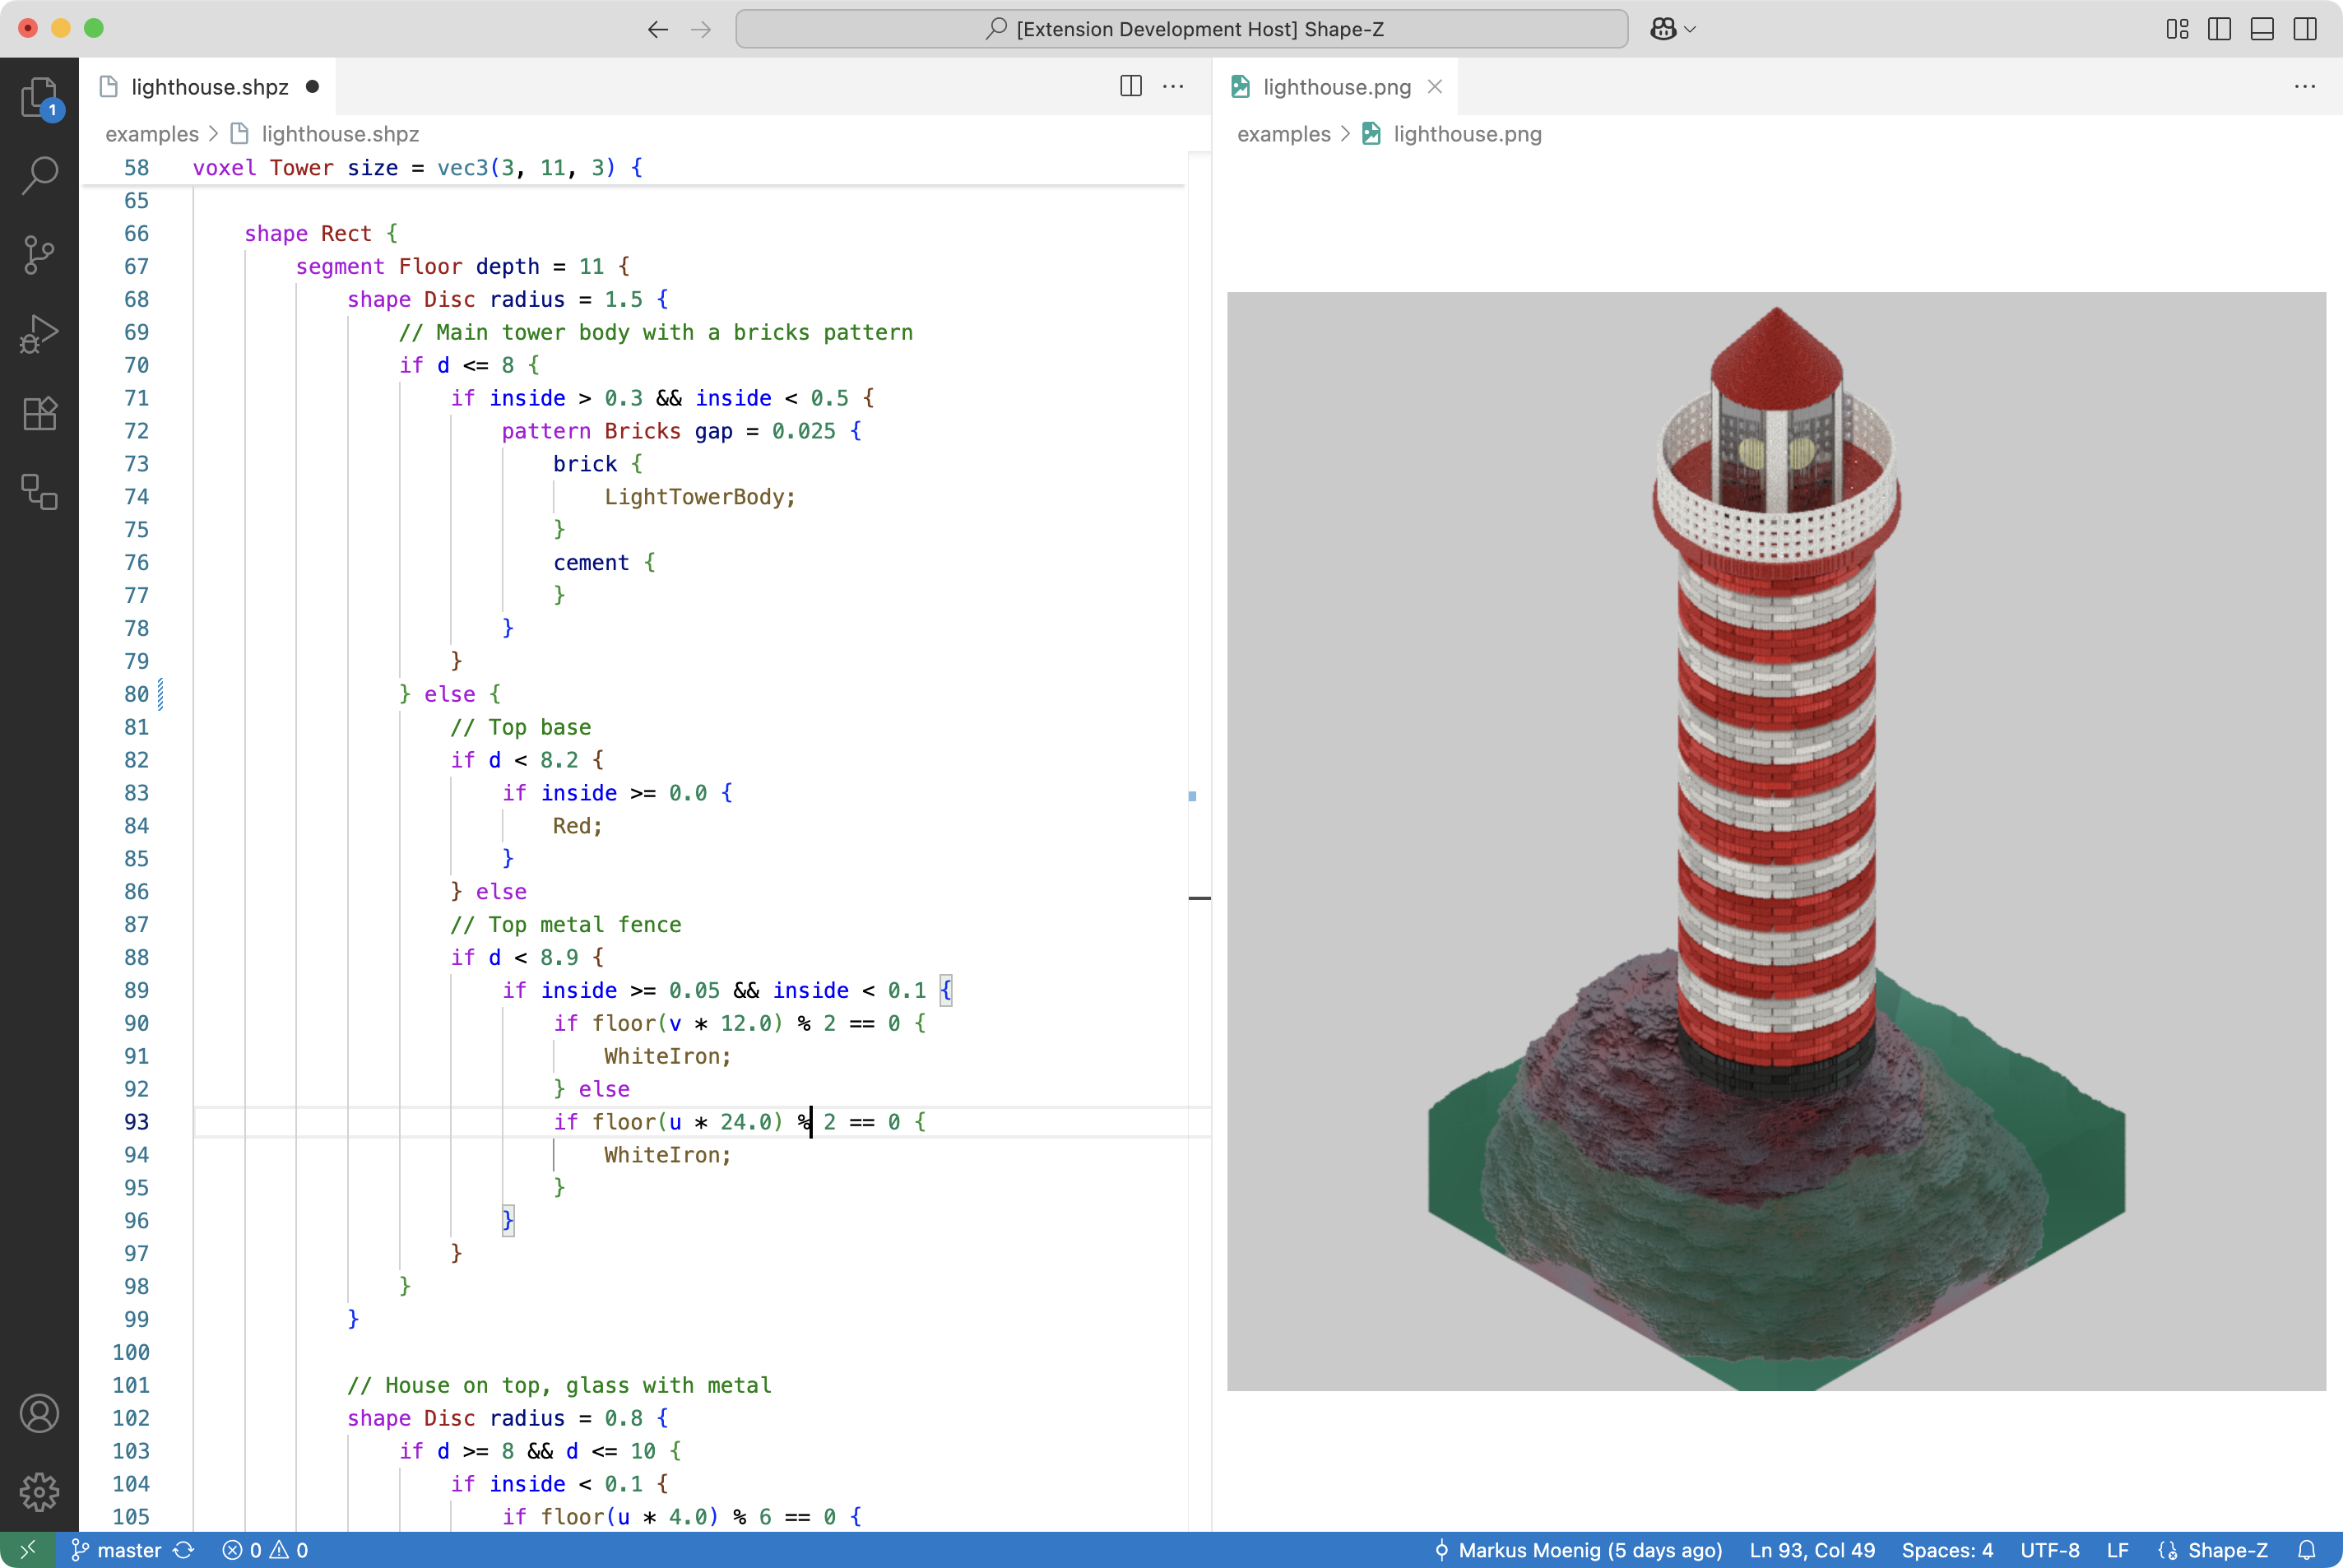 [Extension Development Host] Shape-Z
lighthouse.shpz
lighthouse.png
1
examples > lighthouse.shpz
examples > lighthouse.png
58 voxel Tower size = vec3(3, 11, 3) {
65
66 shape Rect {
67 segment Floor depth = 11 {
68 shape Disc radius = 1.5 {
69 // Main tower body with a bricks pattern
70 if d <= 8 {
71 if inside > 0.3 && inside < 0.5 {
72 pattern Bricks gap = 0.025 {
73 brick {
74 LightTowerBody;
75 }
76 cement {
77 }
78 }
79 }
80 } else {
81 // Top base
82 if d < 8.2 {
83 if inside >= 0.0 {
84 Red;
85 }
86 } else
87 // Top metal fence
88 if d < 8.9 {
89 if inside >= 0.05 && inside < 0.1 {
90 if floor(v * 12.0) % 2 == 0 {
91 WhiteIron;
92 } else
93 if floor(u * 24.0) % 2 == 0 {
94 WhiteIron;
95 }
96 }
97 }
98 }
99 }
100
101 // House on top, glass with metal
102 shape Disc radius = 0.8 {
103 if d >= 8 && d <= 10 {
104 if inside < 0.1 {
105 if floor(u * 4.0) % 6 == 0 {
master 0 0 Markus Moenig (5 days ago) Ln 93, Col 49 Spaces: 4 UTF-8 LF Shape-Z